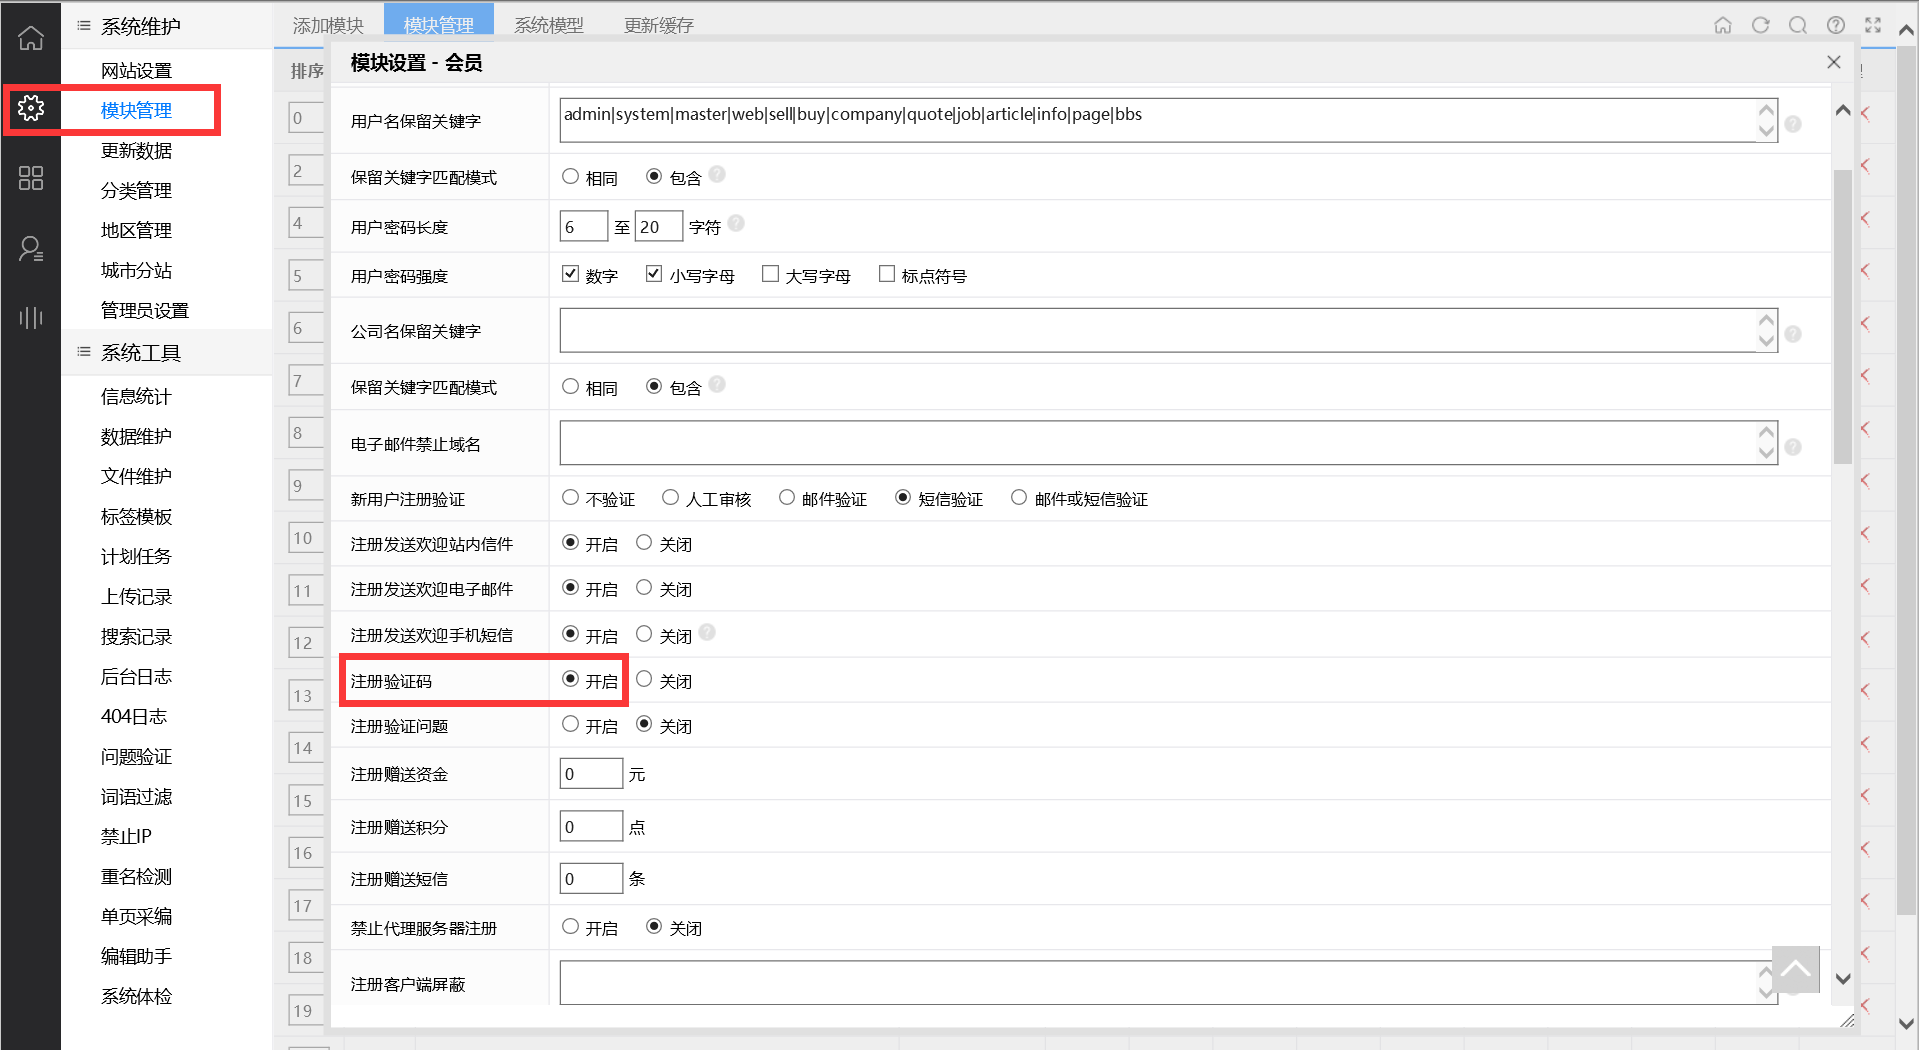 系统维护
网站设置
模块管理
更新数据
分类管理
地区管理
城市分站
管理员设置
系统工具
信息统计
数据维护
文件维护
标签模板
计划任务
上传记录
搜索记录
后台日志
404日志
问题验证
词语过滤
禁止IP
重名检测
单页采编
编辑助手
系统体检
添加模块 模块管理 系统模型 更新缓存
排序
0
2
4
5
6
7
8
9
10
11
12
13
14
15
16
17
18
19
模块设置 - 会员
用户名保留关键字 admin|system|master|web|sell|buy|company|quote|job|article|info|page|bbs
保留关键字匹配模式 相同 包含
用户密码长度 6 至 20 字符
用户密码强度 数字 小写字母 大写字母 标点符号
公司名保留关键字
保留关键字匹配模式 相同 包含
电子邮件禁止域名
新用户注册验证 不验证 人工审核 邮件验证 短信验证 邮件或短信验证
注册发送欢迎站内信件 开启 关闭
注册发送欢迎电子邮件 开启 关闭
注册发送欢迎手机短信 开启 关闭
注册验证码 开启 关闭
注册验证问题 开启 关闭
注册赠送资金 0 元
注册赠送积分 0 点
注册赠送短信 0 条
禁止代理服务器注册 开启 关闭
注册客户端屏蔽